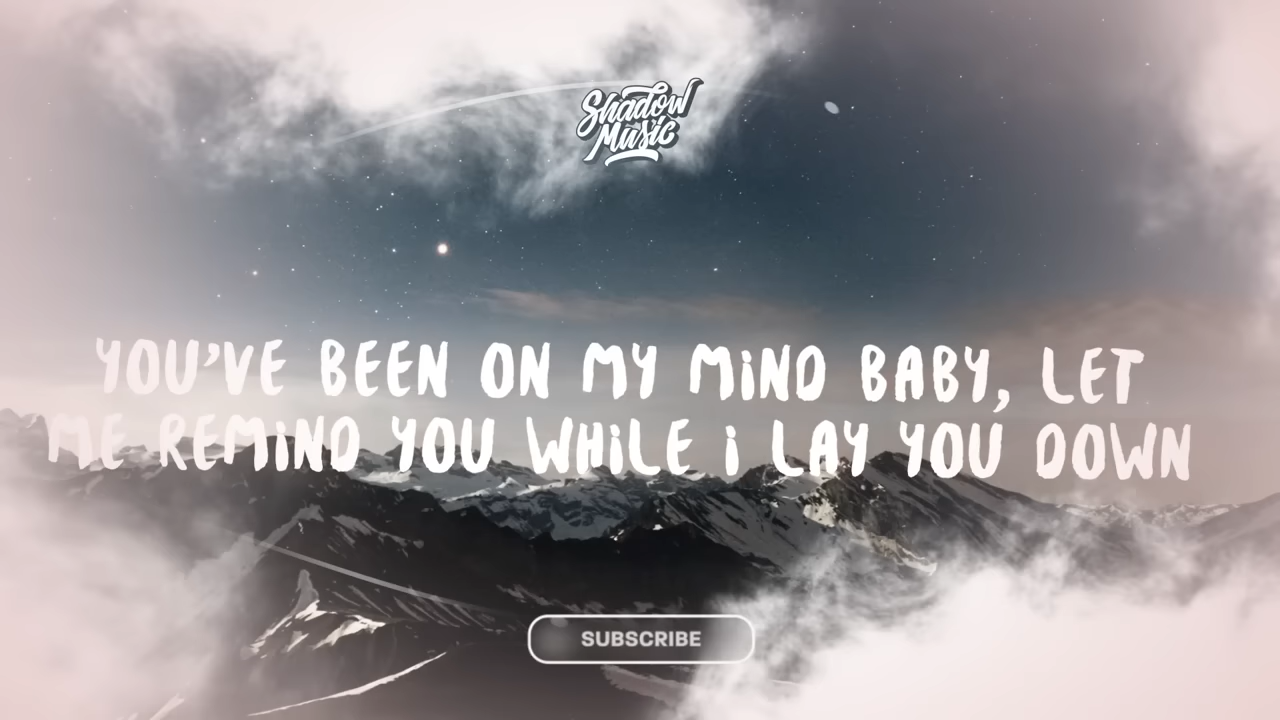 Shadow
Music
YOU'VE BEEN ON MY MiND BABY, LET
ME REMiND YOU WHiLE i LAY YOU DOWN
SUBSCRIBE